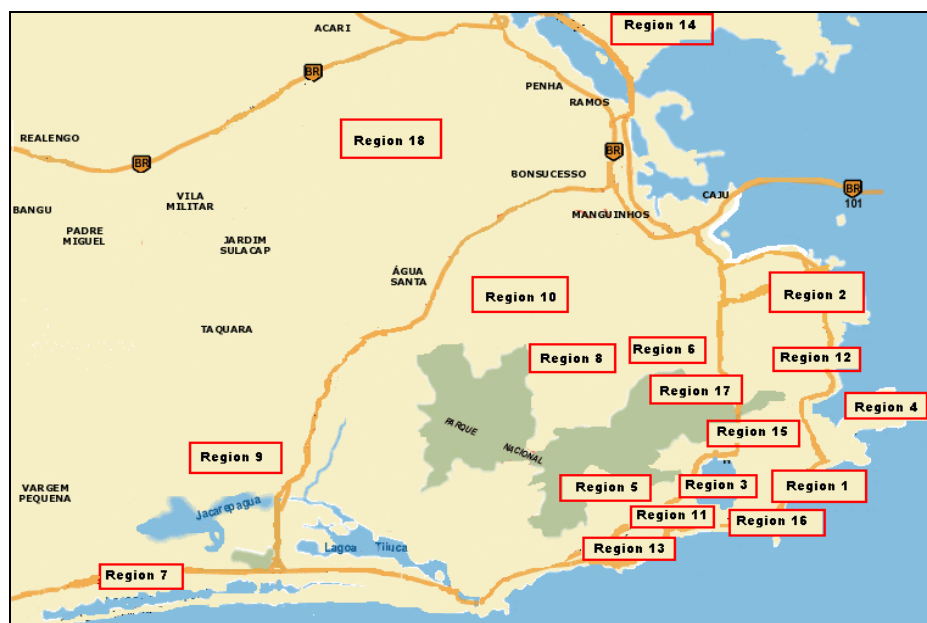 Region 14
ACARI
BR
PENHA
RAMOS
Region 18
REALENGO
BR
BR
BONSUCESSO
CAJU
BR
101
VILA
MILITAR
BANGU
MANGUINHOS
PADRE
MIGUEL
JARDIM
SULACAP
ÁGUA
SANTA
Region 10
Region 2
TAQUARA
Region 6
Region 8
Region 12
Region 17
Region 4
PARQUE
NACIONAL
Region 15
Region 9
Region 5
Region 3
Region 1
VARGEM
PEQUENA
Jacarepagua
Region 11
Region 16
Lagoa Tijuca
Region 13
Region 7